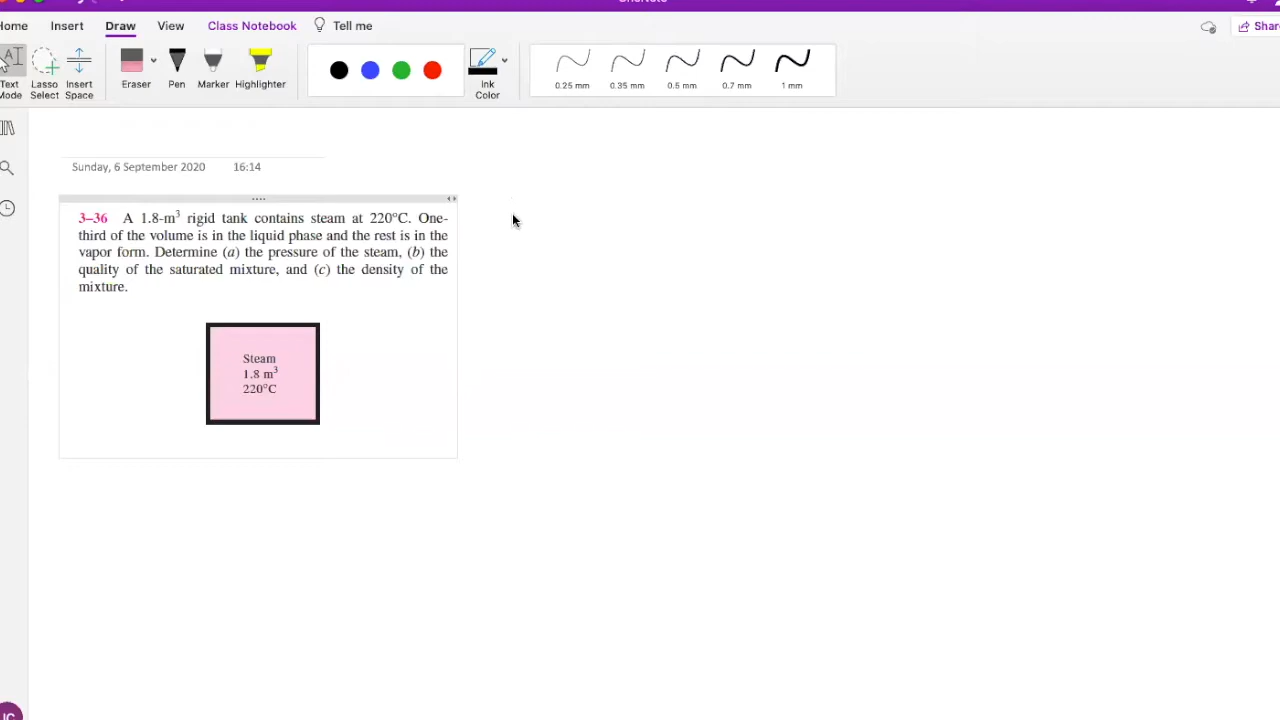 Home Insert Draw View Class Notebook Tell me
Text Mode
Lasso Select
Insert Space
Eraser
Pen
Marker
Highlighter
Ink Color
0.25 mm 0.35 mm 0.5 mm 0.7 mm 1 mm
Sunday, 6 September 2020 16:14
3–36 A 1.8-m³ rigid tank contains steam at 220°C. One-
third of the volume is in the liquid phase and the rest is in the
vapor form. Determine (a) the pressure of the steam, (b) the
quality of the saturated mixture, and (c) the density of the
mixture.
Steam
1.8 m³
220°C